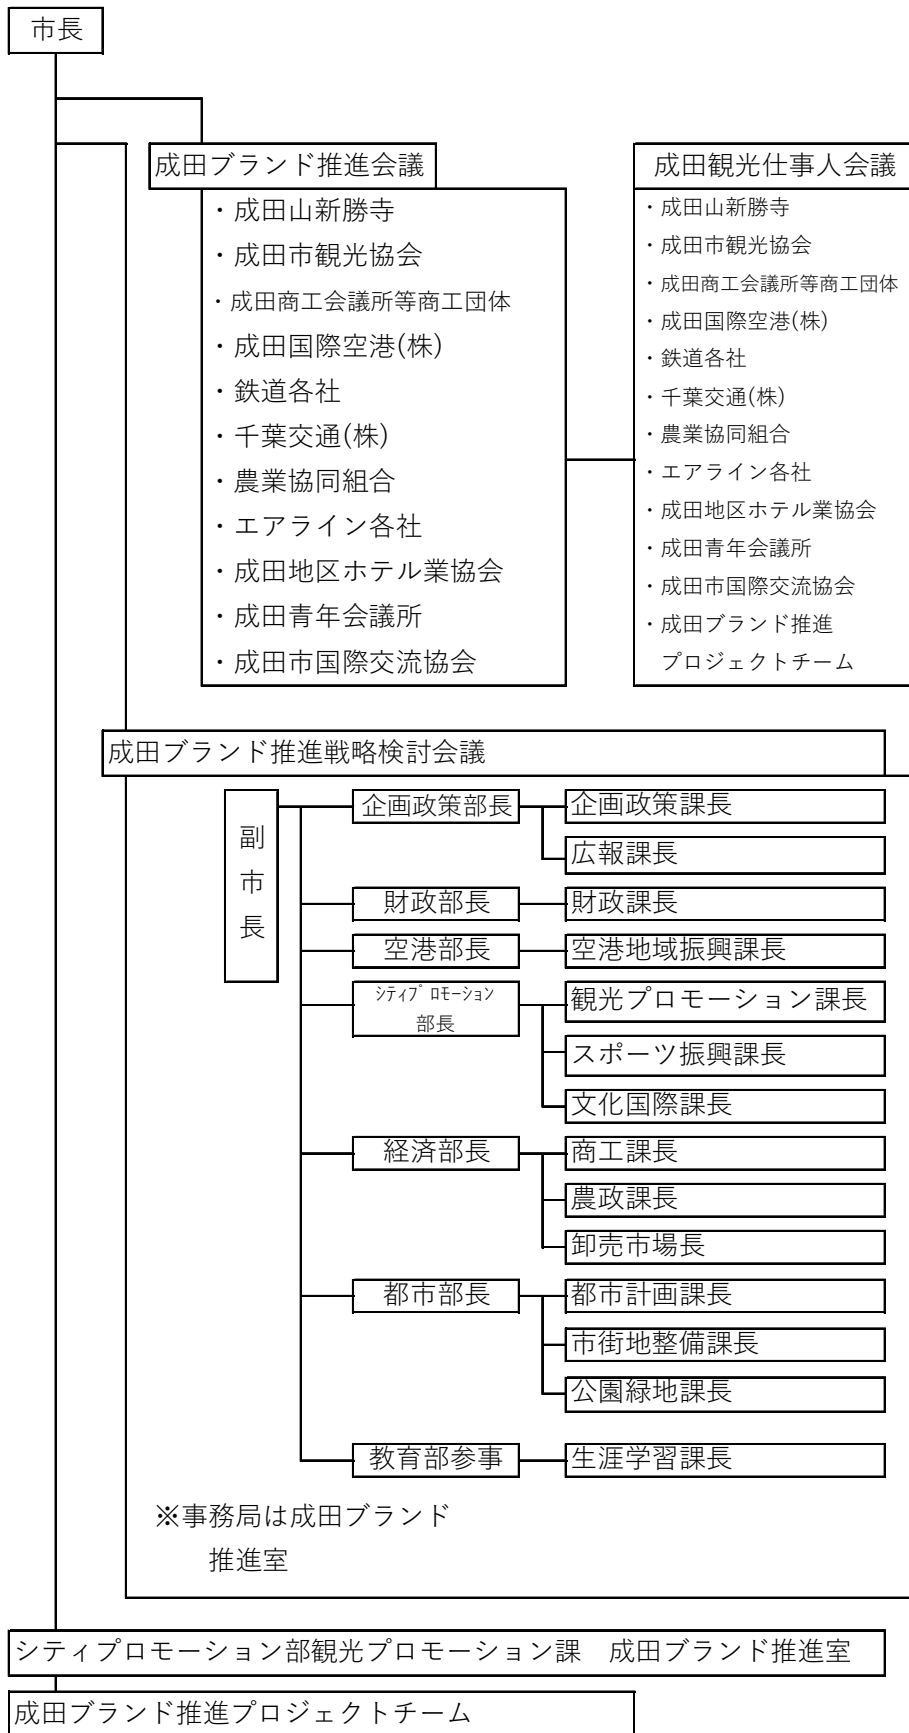 市長
成田ブランド推進会議
・成田山新勝寺
・成田市観光協会
・成田商工会議所等商工団体
・成田国際空港(株)
・鉄道各社
・千葉交通(株)
・農業協同組合
・エアライン各社
・成田地区ホテル業協会
・成田青年会議所
・成田市国際交流協会
成田観光仕事人会議
・成田山新勝寺
・成田市観光協会
・成田商工会議所等商工団体
・成田国際空港(株)
・鉄道各社
・千葉交通(株)
・農業協同組合
・エアライン各社
・成田地区ホテル業協会
・成田青年会議所
・成田市国際交流協会
・成田ブランド推進
プロジェクトチーム
成田ブランド推進戦略検討会議
副市長
企画政策部長
企画政策課長
広報課長
財政部長
財政課長
空港部長
空港地域振興課長
ｼﾃｨﾌﾟﾛﾓｰｼｮﾝ
部長
観光プロモーション課長
スポーツ振興課長
文化国際課長
経済部長
商工課長
農政課長
卸売市場長
都市部長
都市計画課長
市街地整備課長
公園緑地課長
教育部参事
生涯学習課長
※事務局は成田ブランド
推進室
シティプロモーション部観光プロモーション課　成田ブランド推進室
成田ブランド推進プロジェクトチーム